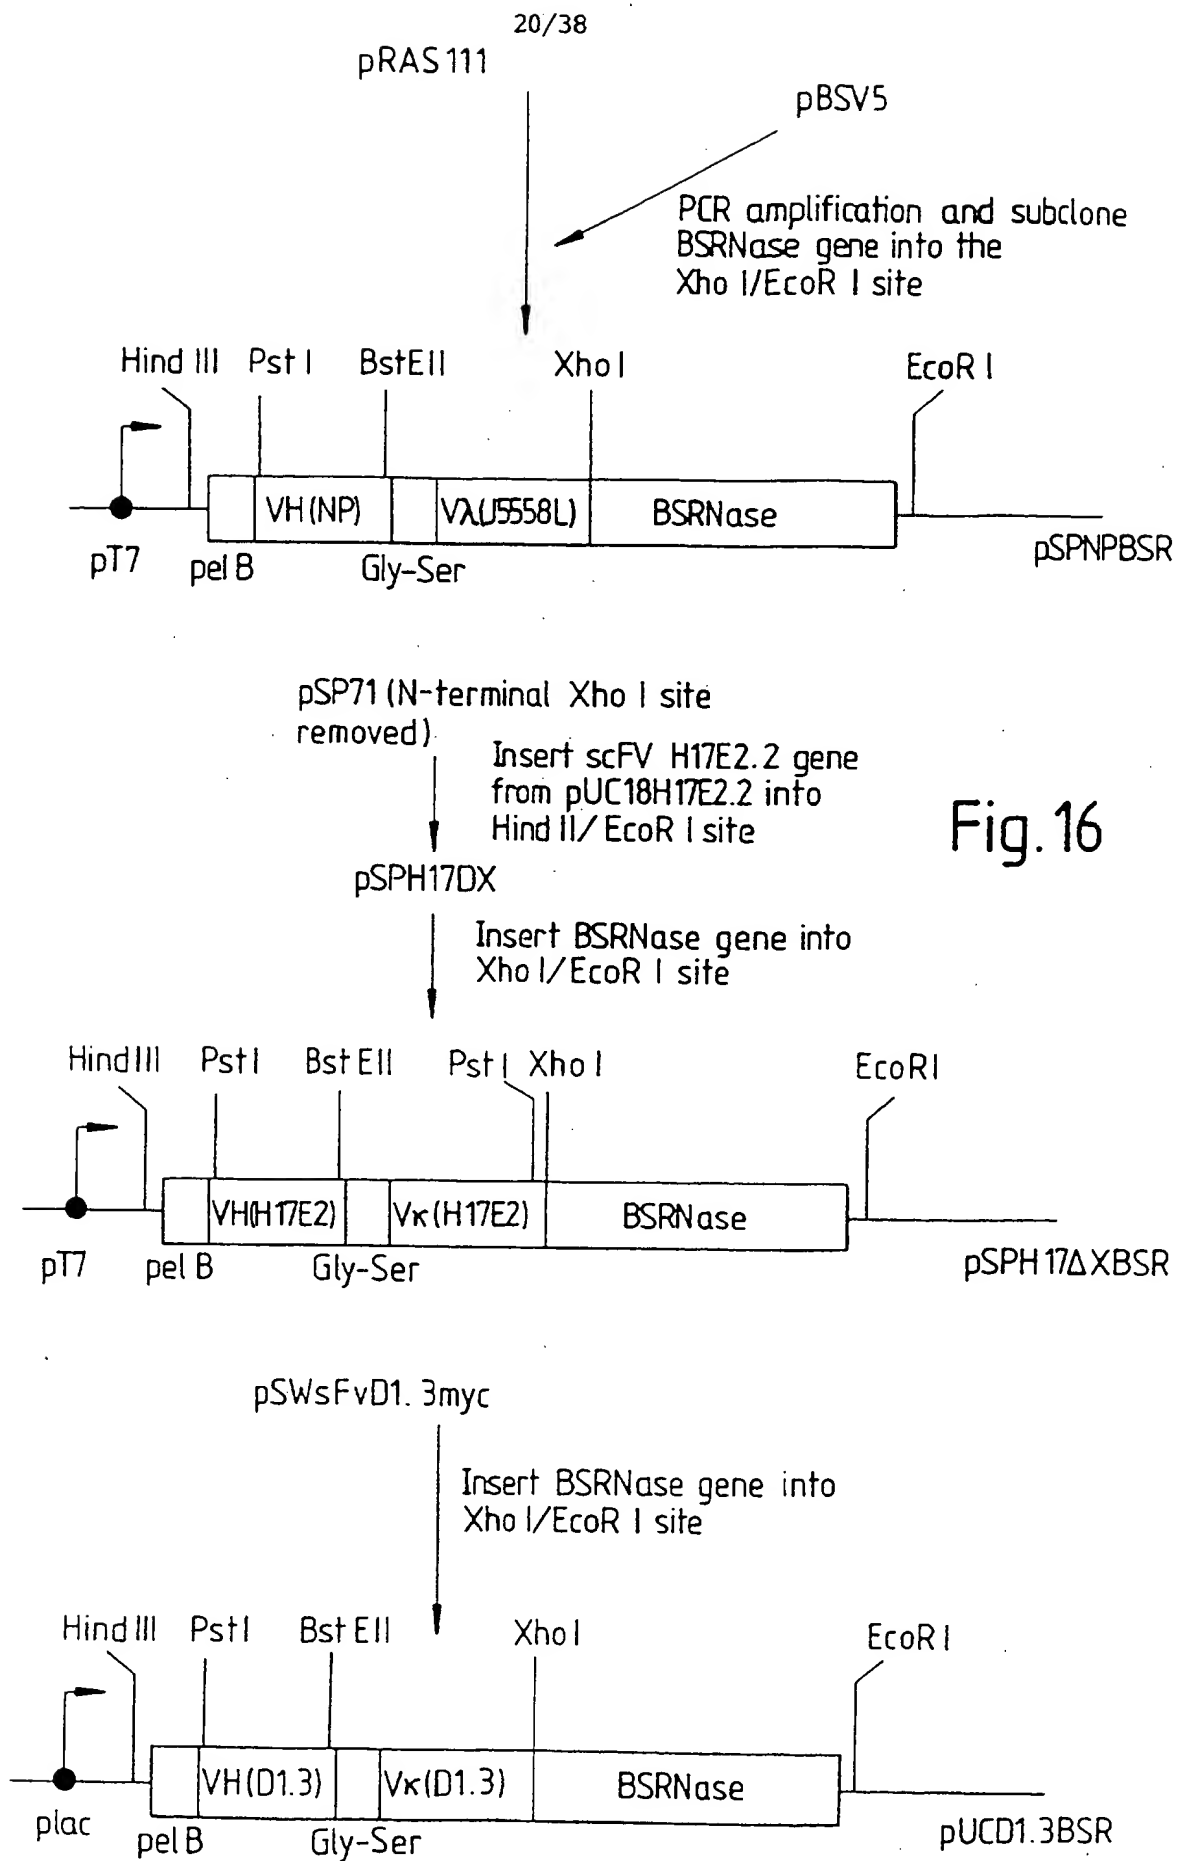 20/38
pRAS111
pBSV5
PCR amplification and subclone
BSRNase gene into the
Xho I/EcoR I site
Hind III Pst I BstEII Xho I EcoR I
VH(NP) Vλ(J5558L) BSRNase
pT7 pel B Gly-Ser pSPNPBSR
pSP71 (N-terminal Xho I site
removed)
Insert scFV H17E2.2 gene
from pUC18H17E2.2 into
Hind II/EcoR I site
Fig. 16
pSPH17DX
Insert BSRNase gene into
Xho I/EcoR I site
Hind III Pst I Bst EII Pst I Xho I EcoRI
VH(H17E2) Vκ(H17E2) BSRNase
pT7 pel B Gly-Ser pSPH17ΔXBSR
pSWsFvD1.3myc
Insert BSRNase gene into
Xho I/EcoR I site
Hind III Pst I Bst EII Xho I EcoR I
VH(D1.3) Vκ(D1.3) BSRNase
plac pel B Gly-Ser pUCD1.3BSR